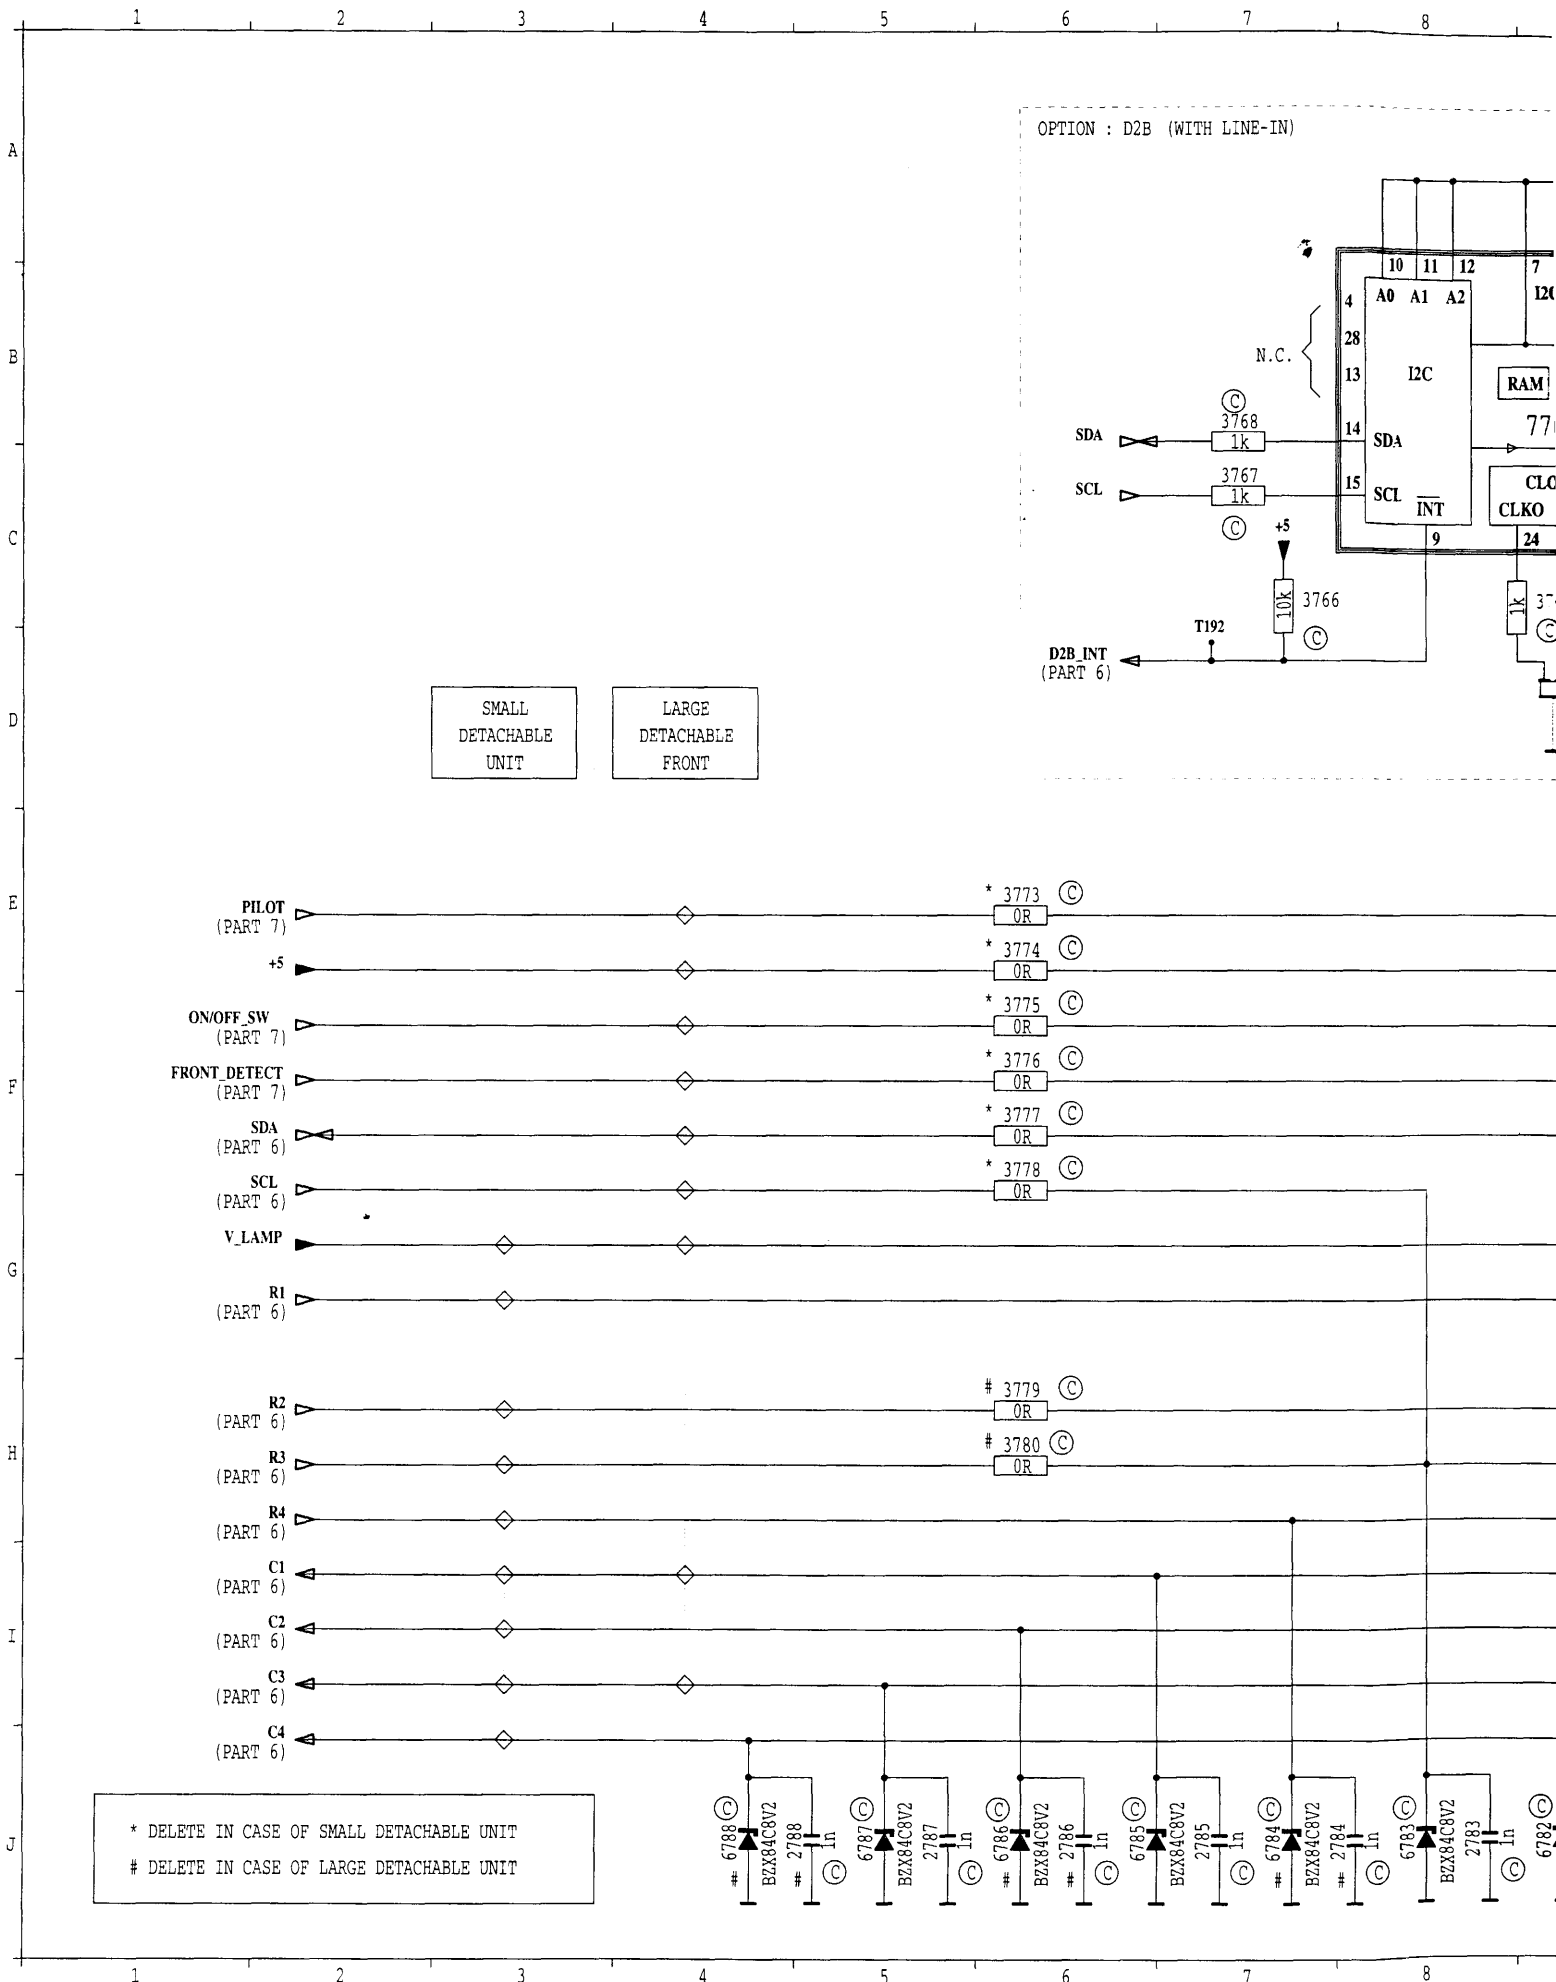 1 2 3 4 5 6 7 8
A
OPTION : D2B (WITH LINE-IN)
10 11 12 7
4 A0 A1 A2
28
B
N.C.
13 I2C RAM
C
3768
SDA 1k 14 SDA
3767
SCL 1k 15 SCL INT
CLKO
C
C +5 9 24
10k 3766 1k
C
T192
D2B_INT
(PART 6)
D
SMALL
DETACHABLE
UNIT
LARGE
DETACHABLE
FRONT
E
* 3773 C
PILOT 0R
(PART 7)
* 3774 C
+5 0R
* 3775 C
ON/OFF_SW 0R
(PART 7)
* 3776 C
FRONT_DETECT 0R
F
(PART 7)
* 3777 C
SDA 0R
(PART 6)
* 3778 C
SCL 0R
(PART 6)
V_LAMP
G
R1
(PART 6)
# 3779 C
R2 0R
(PART 6)
H
# 3780 C
R3 0R
(PART 6)
R4
(PART 6)
C1
(PART 6)
I
C2
(PART 6)
C3
(PART 6)
C4
(PART 6)
J
* DELETE IN CASE OF SMALL DETACHABLE UNIT
# DELETE IN CASE OF LARGE DETACHABLE UNIT
# 6788 C BZX84C8V2 # 2788 1n C
6787 C BZX84C8V2 2787 1n C
# 6786 C BZX84C8V2 # 2786 1n C
6785 C BZX84C8V2 2785 1n C
# 6784 C BZX84C8V2 # 2784 1n C
6783 C BZX84C8V2 2783 1n C
6782 C
1 2 3 4 5 6 7 8